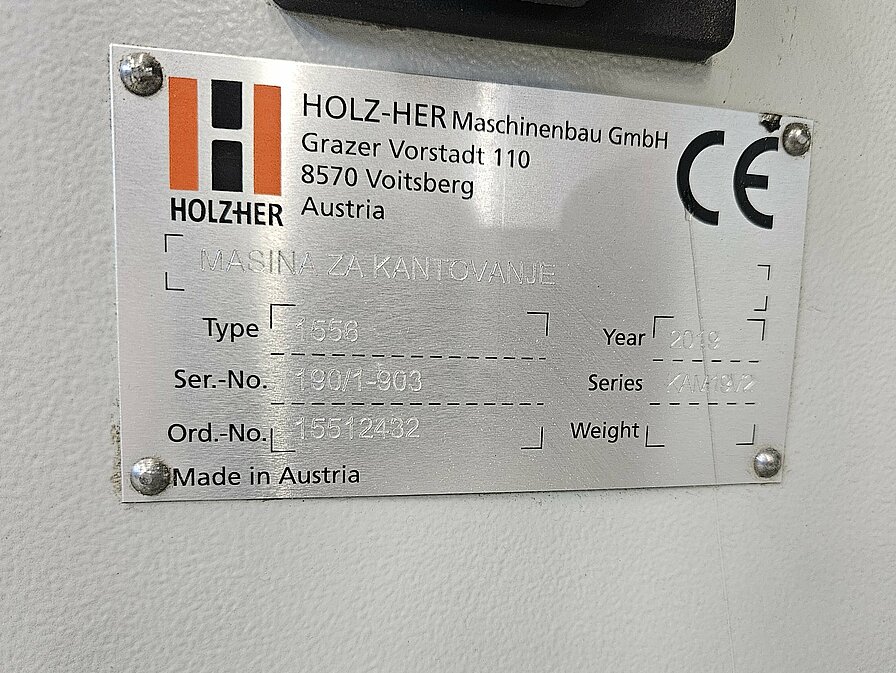 HOLZ-HER Maschinenbau GmbH
Grazer Vorstadt 110
8570 Voitsberg
Austria
CE
HOLZ-HER
MASINA ZA KANTOVANJE
Type 1556
Year 2019
Ser.-No. 190/1-903
Series
Ord.-No. 15512432
Weight
Made in Austria